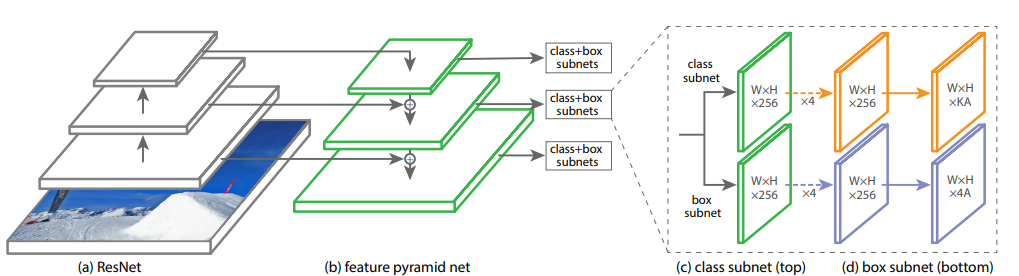 class+box
subnets
class+box
subnets
class+box
subnets
class
subnet
W×H
×256
×4
W×H
×256
W×H
×KA
box
subnet
W×H
×256
×4
W×H
×256
W×H
×4A
(a) ResNet
(b) feature pyramid net
(c) class subnet (top)
(d) box subnet (bottom)